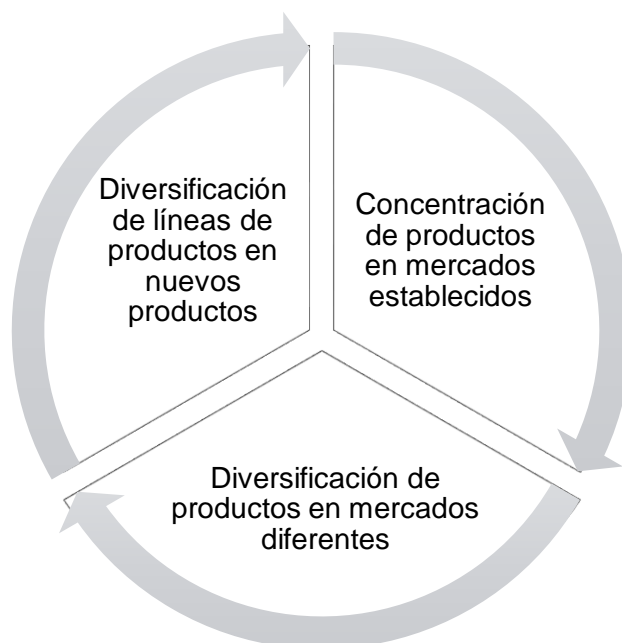 Diversificación
de líneas de
productos en
nuevos
productos
Concentración
de productos
en mercados
establecidos
Diversificación de
productos en mercados
diferentes